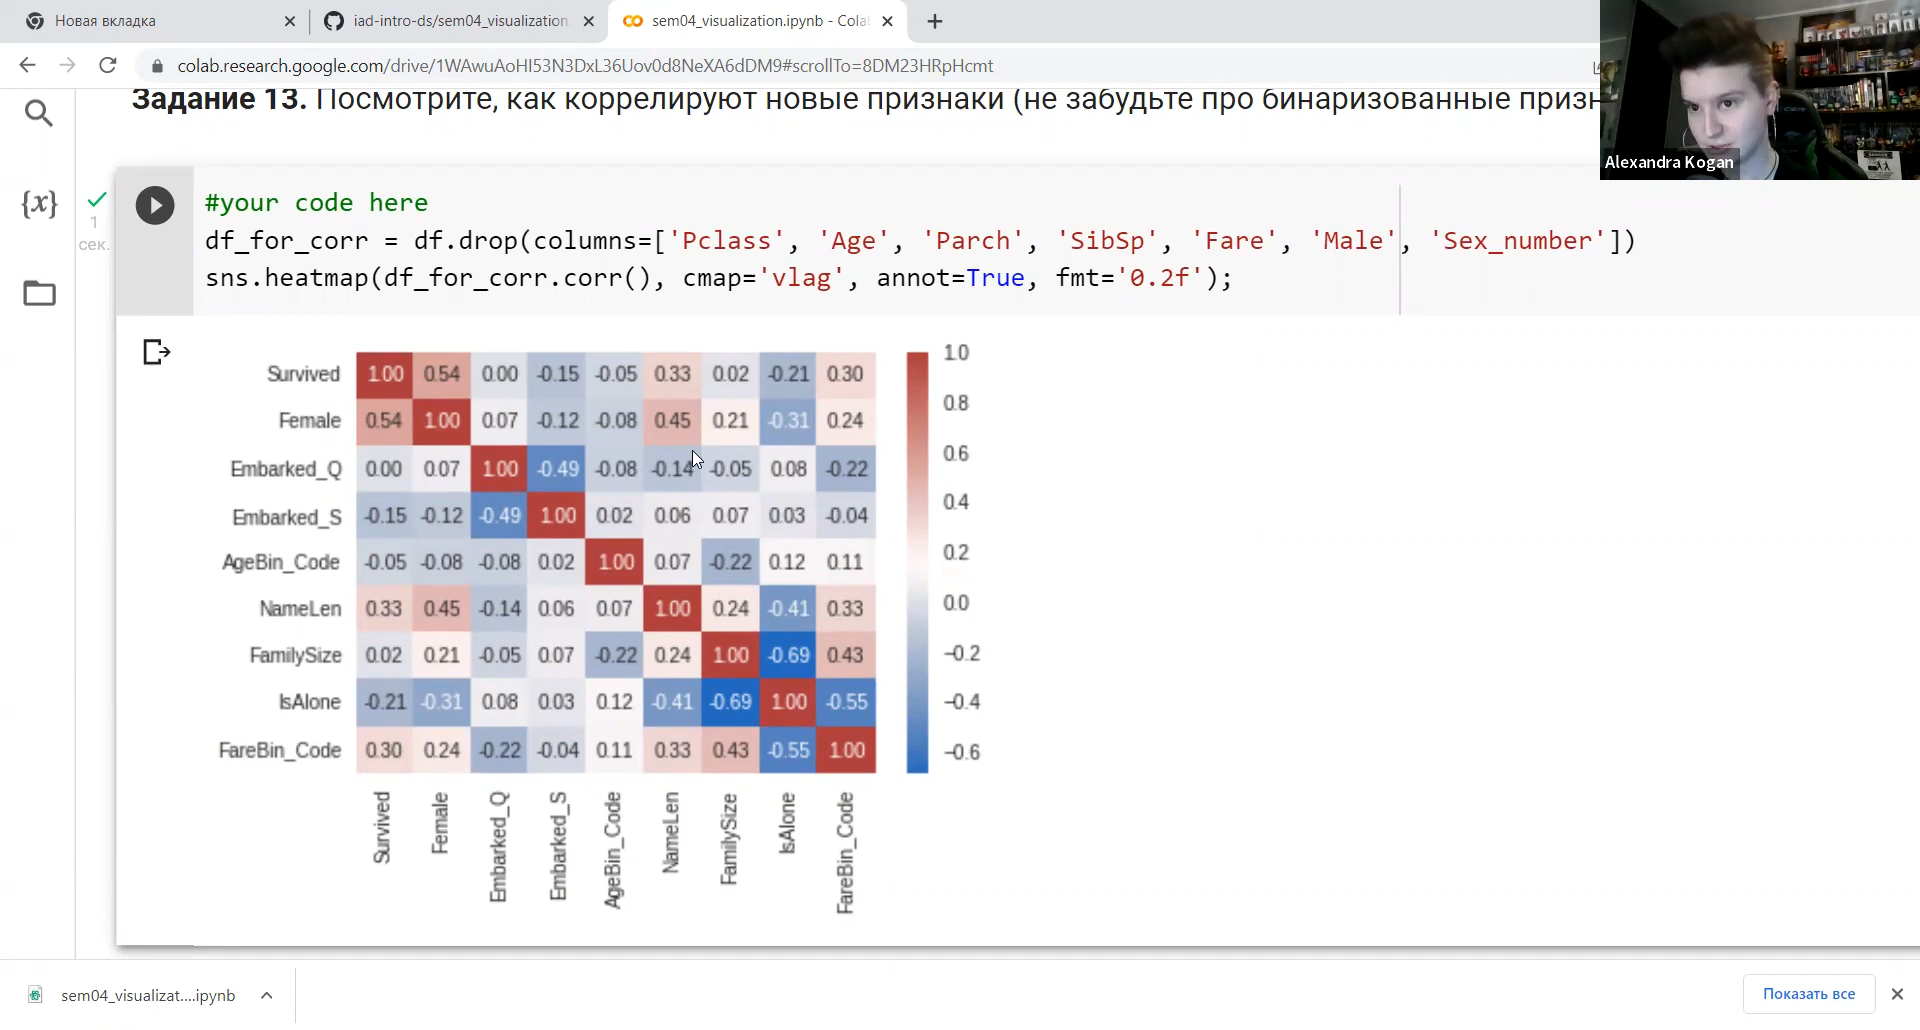 Новая вкладка
iad-intro-ds/sem04_visualization.
sem04_visualization.ipynb - Cola
colab.research.google.com/drive/1WAwuAoHI53N3DxL36Uov0d8NeXA6dDM9#scrollTo=8DM23HRpHcmt
Задание 13. Посмотрите, как коррелируют новые признаки (не забудьте про бинаризованные призн
Alexandra Kogan
{x}
1
сек.
#your code here
df_for_corr = df.drop(columns=['Pclass', 'Age', 'Parch', 'SibSp', 'Fare', 'Male', 'Sex_number'])
sns.heatmap(df_for_corr.corr(), cmap='vlag', annot=True, fmt='0.2f');
Survived 1.00 0.54 0.00 -0.15 -0.05 0.33 0.02 -0.21 0.30
Female 0.54 1.00 0.07 -0.12 -0.08 0.45 0.21 -0.31 0.24
Embarked_Q 0.00 0.07 1.00 -0.49 -0.08 -0.14 -0.05 0.08 -0.22
Embarked_S -0.15 -0.12 -0.49 1.00 0.02 0.06 0.07 0.03 -0.04
AgeBin_Code -0.05 -0.08 -0.08 0.02 1.00 0.07 -0.22 0.12 0.11
NameLen 0.33 0.45 -0.14 0.06 0.07 1.00 0.24 -0.41 0.33
FamilySize 0.02 0.21 -0.05 0.07 -0.22 0.24 1.00 -0.69 0.43
IsAlone -0.21 -0.31 0.08 0.03 0.12 -0.41 -0.69 1.00 -0.55
FareBin_Code 0.30 0.24 -0.22 -0.04 0.11 0.33 0.43 -0.55 1.00
1.0
0.8
0.6
0.4
0.2
0.0
−0.2
−0.4
−0.6
Survived
Female
Embarked_Q
Embarked_S
AgeBin_Code
NameLen
FamilySize
IsAlone
FareBin_Code
sem04_visualizat....ipynb
Показать все